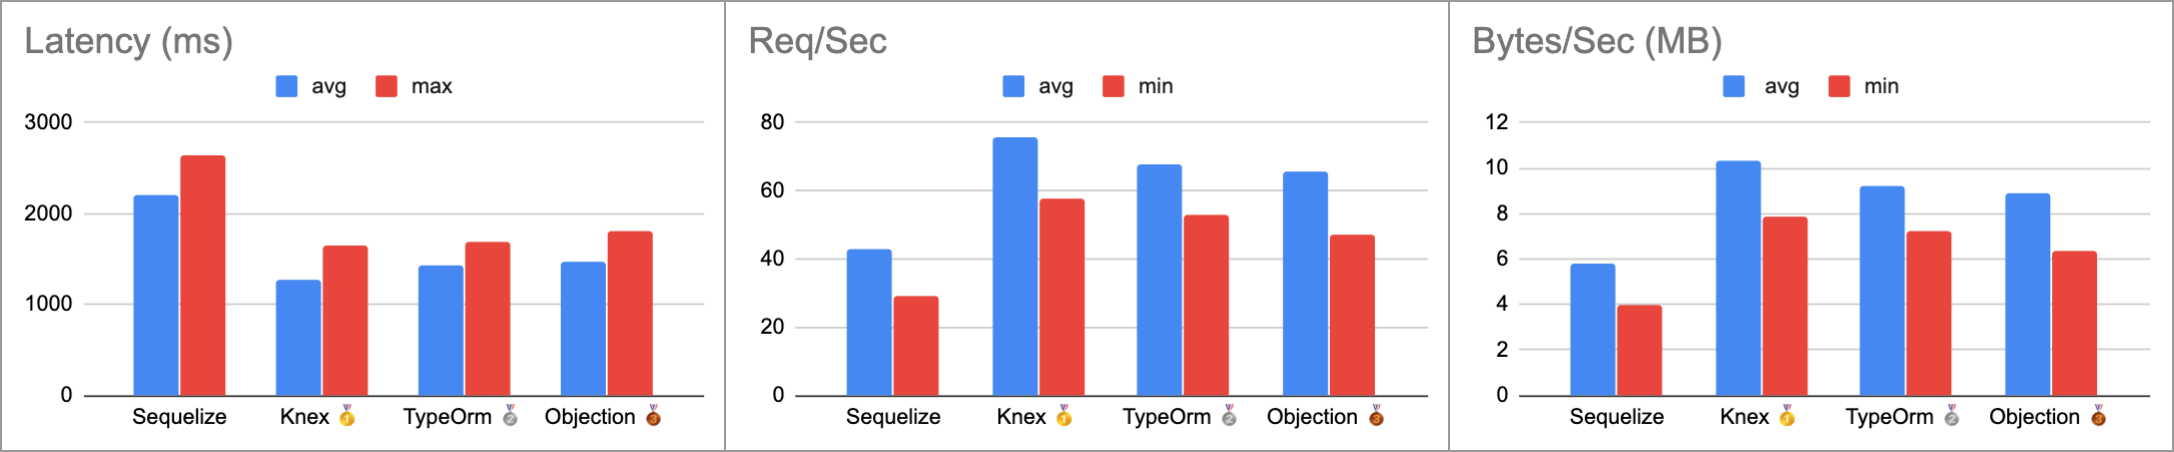 Latency (ms)
avg max
3000
2000
1000
0
Sequelize Knex 🥇 TypeOrm 🥈 Objection 🥉
Req/Sec
avg min
80
60
40
20
0
Sequelize Knex 🥇 TypeOrm 🥈 Objection 🥉
Bytes/Sec (MB)
avg min
12
10
8
6
4
2
0
Sequelize Knex 🥇 TypeOrm 🥈 Objection 🥉